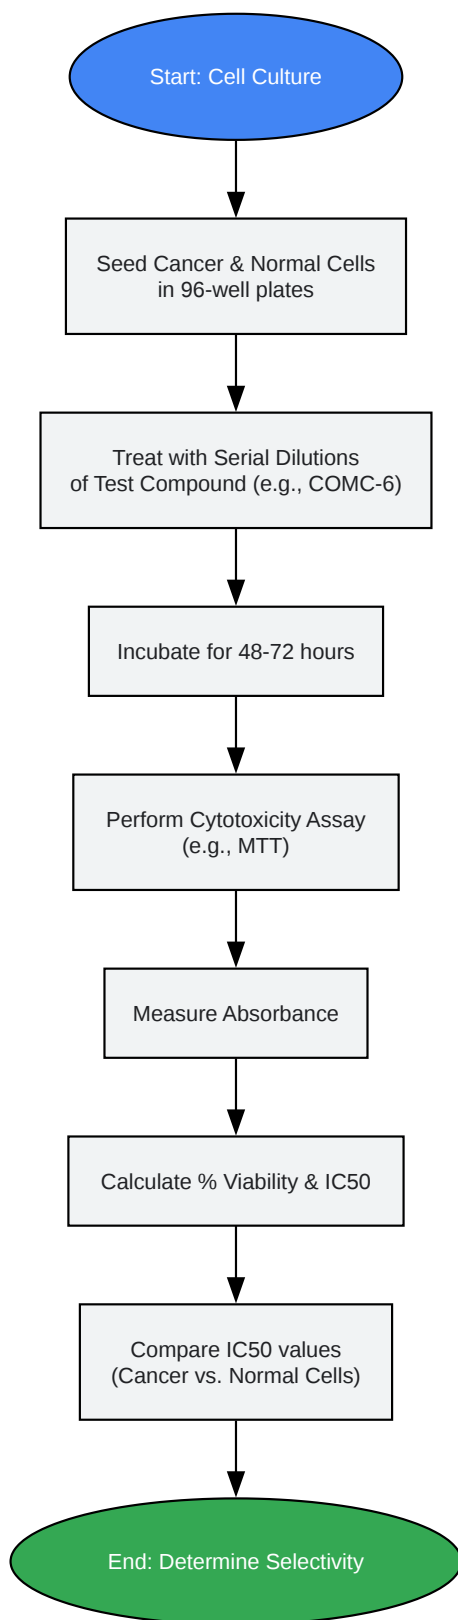 Start: Cell Culture
Seed Cancer & Normal Cells
in 96-well plates
Treat with Serial Dilutions
of Test Compound (e.g., COMC-6)
Incubate for 48-72 hours
Perform Cytotoxicity Assay
(e.g., MTT)
Measure Absorbance
Calculate % Viability & IC50
Compare IC50 values
(Cancer vs. Normal Cells)
End: Determine Selectivity